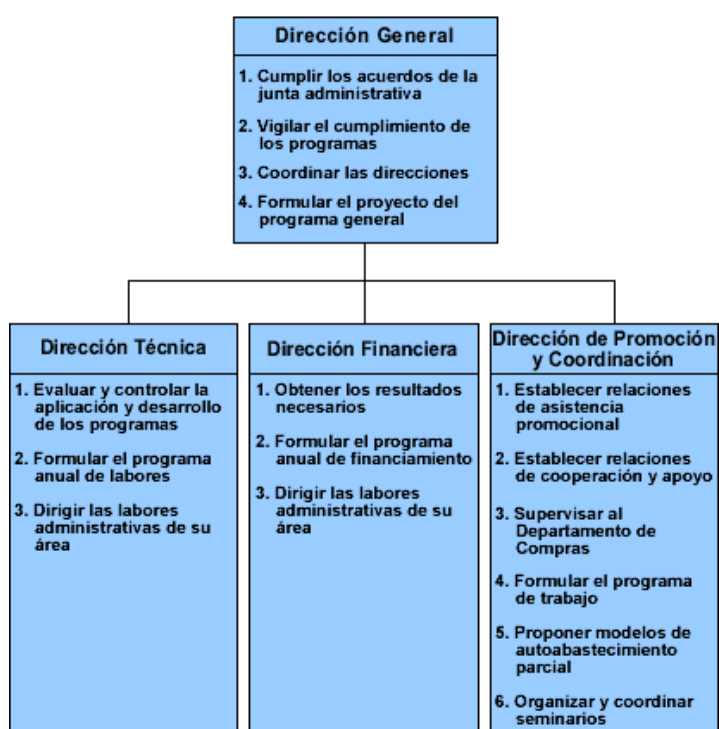 Dirección General
1. Cumplir los acuerdos de la
junta administrativa
2. Vigilar el cumplimiento de
los programas
3. Coordinar las direcciones
4. Formular el proyecto del
programa general
Dirección Técnica
1. Evaluar y controlar la
aplicación y desarrollo
de los programas
2. Formular el programa
anual de labores
3. Dirigir las labores
administrativas de su
área
Dirección Financiera
1. Obtener los resultados
necesarios
2. Formular el programa
anual de financiamiento
3. Dirigir las labores
administrativas de su
área
Dirección de Promoción
y Coordinación
1. Establecer relaciones
de asistencia
promocional
2. Establecer relaciones
de cooperación y apoyo
3. Supervisar al
Departamento de
Compras
4. Formular el programa
de trabajo
5. Proponer modelos de
autoabastecimiento
parcial
6. Organizar y coordinar
seminarios